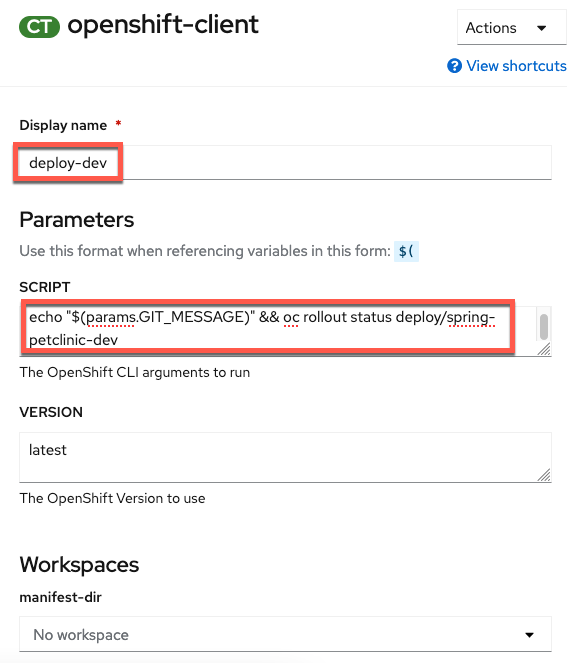 CT openshift-client
Actions
View shortcuts
Display name *
deploy-dev
Parameters
Use this format when referencing variables in this form: $(
SCRIPT
echo "$(params.GIT_MESSAGE)" && oc rollout status deploy/spring-
petclinic-dev
The OpenShift CLI arguments to run
VERSION
latest
The OpenShift Version to use
Workspaces
manifest-dir
No workspace